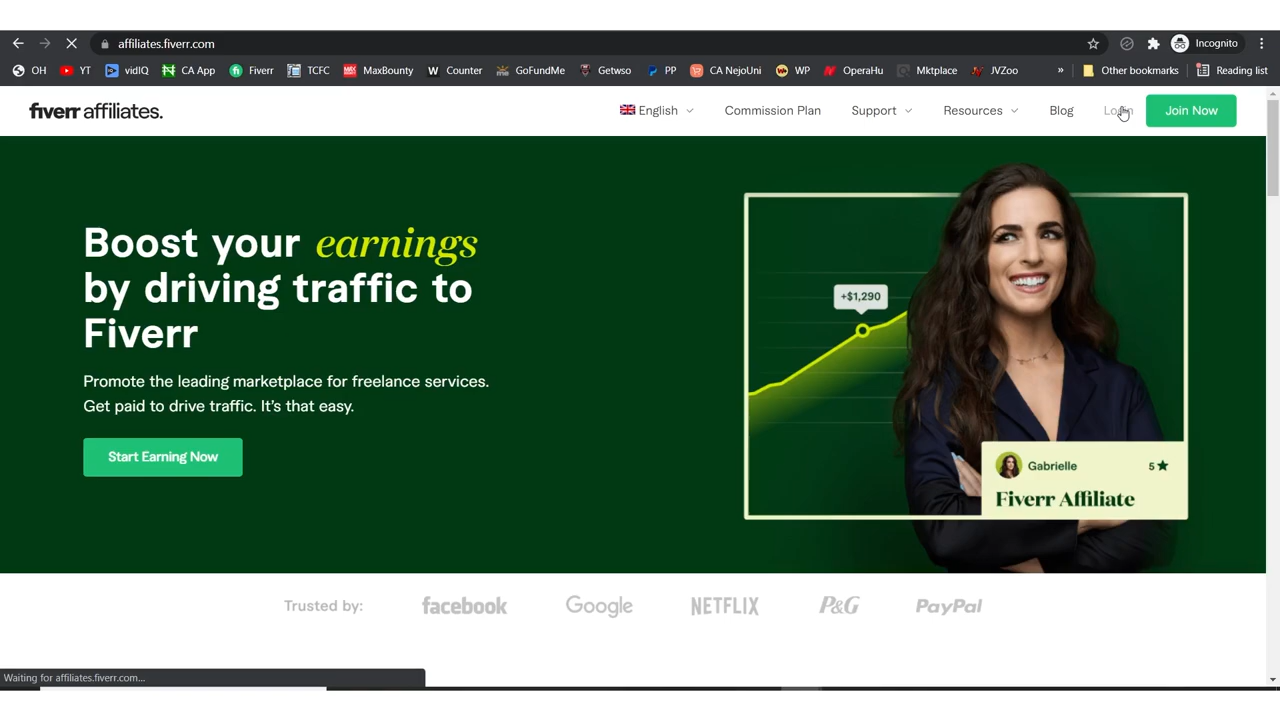 affiliates.fiverr.com
Incognito
OH YT vidIQ CA App Fiverr TCFC MAX MaxBounty W Counter GoFundMe Getwso PP CA NejoUni WP OperaHu Mktplace JVZoo » Other bookmarks Reading list
fiverr affiliates.
English Commission Plan Support Resources Blog Login Join Now
Boost your earnings
by driving traffic to
Fiverr
Promote the leading marketplace for freelance services.
Get paid to drive traffic. It's that easy.
Start Earning Now
+$1,290
Gabrielle 5★
Fiverr Affiliate
Trusted by: facebook Google NETFLIX P&G PayPal
Waiting for affiliates.fiverr.com...